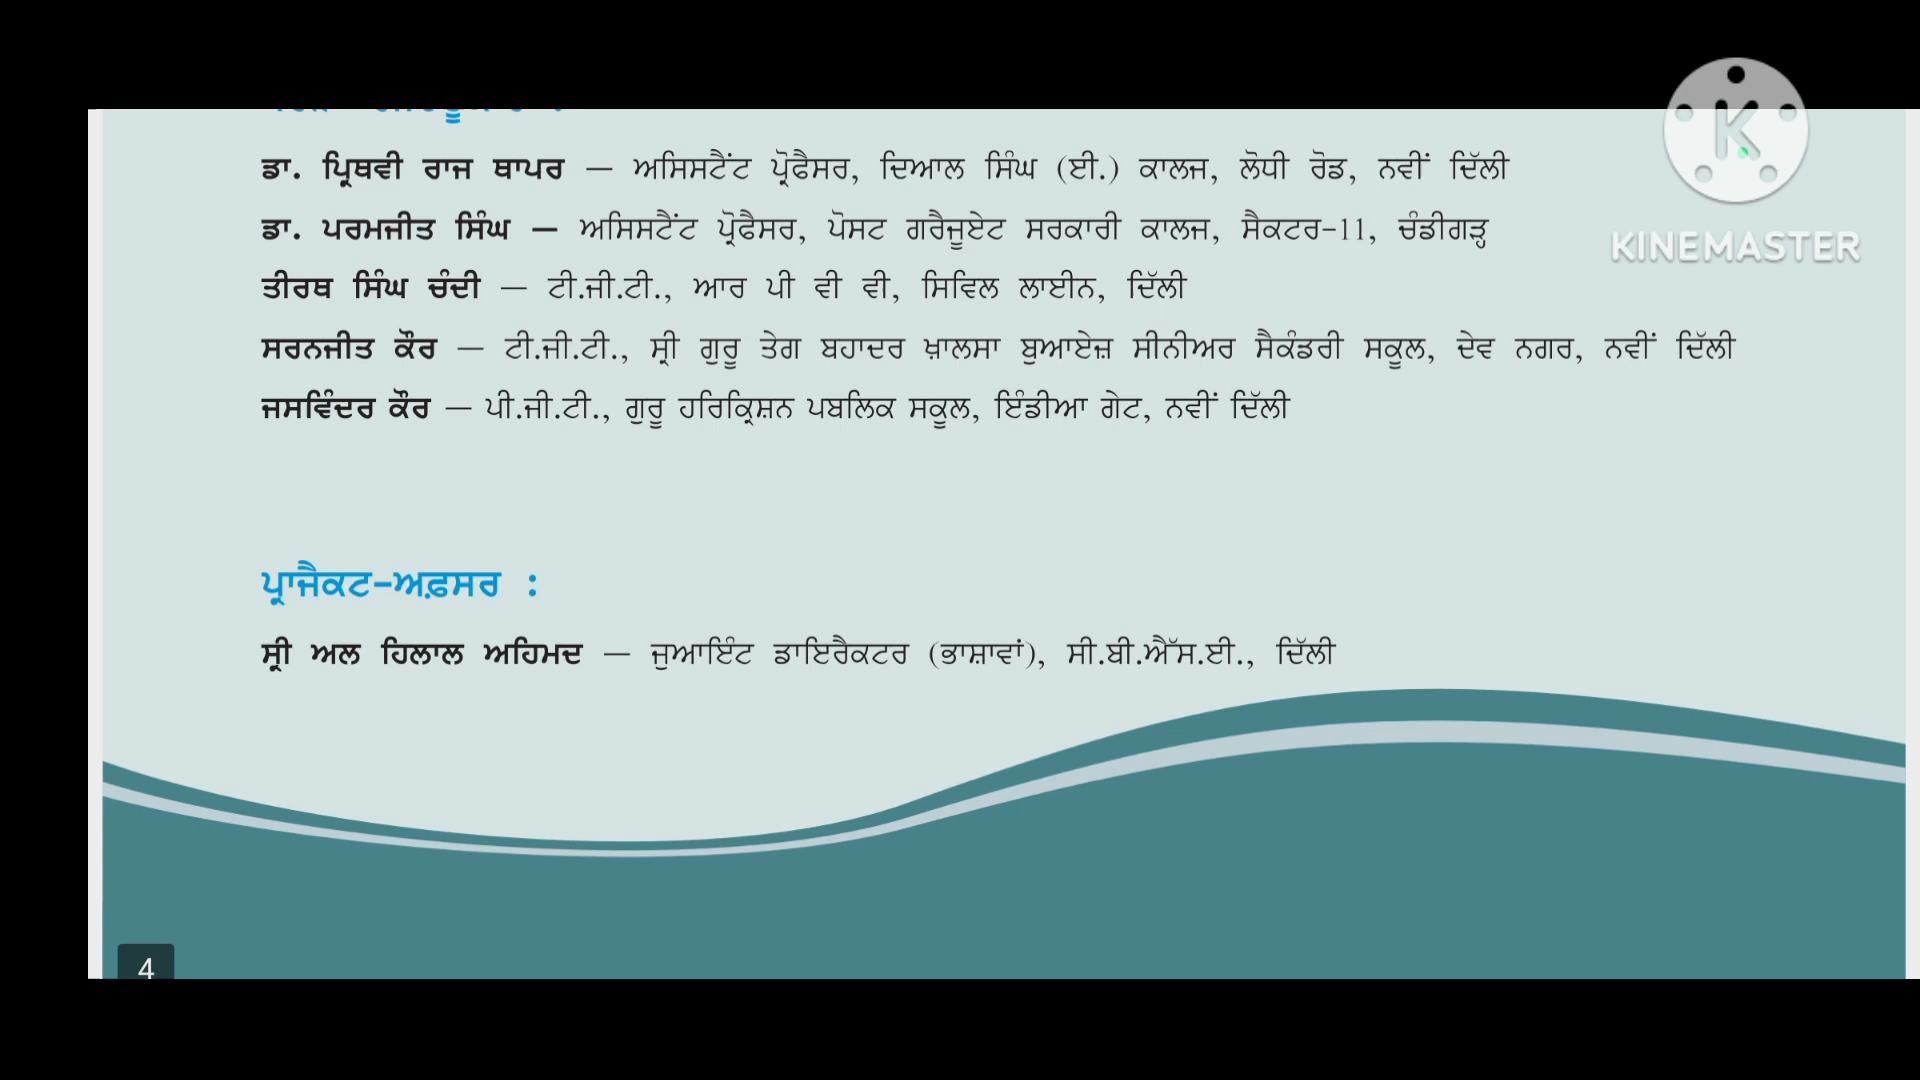 ਡਾ. ਪ੍ਰਿਥਵੀ ਰਾਜ ਥਾਪਰ — ਅਸਿਸਟੈਂਟ ਪ੍ਰੋਫੈਸਰ, ਦਿਆਲ ਸਿੰਘ (ਈ.) ਕਾਲਜ, ਲੋਧੀ ਰੋਡ, ਨਵੀਂ ਦਿੱਲੀ
ਡਾ. ਪਰਮਜੀਤ ਸਿੰਘ — ਅਸਿਸਟੈਂਟ ਪ੍ਰੋਫੈਸਰ, ਪੋਸਟ ਗਰੈਜੂਏਟ ਸਰਕਾਰੀ ਕਾਲਜ, ਸੈਕਟਰ-11, ਚੰਡੀਗੜ੍ਹ
KINEMASTER
ਤੀਰਥ ਸਿੰਘ ਚੰਦੀ — ਟੀ.ਜੀ.ਟੀ., ਆਰ ਪੀ ਵੀ ਵੀ, ਸਿਵਿਲ ਲਾਈਨ, ਦਿੱਲੀ
ਸਰਨਜੀਤ ਕੌਰ — ਟੀ.ਜੀ.ਟੀ., ਸ੍ਰੀ ਗੁਰੂ ਤੇਗ ਬਹਾਦਰ ਖ਼ਾਲਸਾ ਬੁਆਏਜ਼ ਸੀਨੀਅਰ ਸੈਕੰਡਰੀ ਸਕੂਲ, ਦੇਵ ਨਗਰ, ਨਵੀਂ ਦਿੱਲੀ
ਜਸਵਿੰਦਰ ਕੌਰ — ਪੀ.ਜੀ.ਟੀ., ਗੁਰੂ ਹਰਿਕ੍ਰਿਸ਼ਨ ਪਬਲਿਕ ਸਕੂਲ, ਇੰਡੀਆ ਗੇਟ, ਨਵੀਂ ਦਿੱਲੀ
ਪ੍ਰਾਜੈਕਟ-ਅਫ਼ਸਰ :
ਸ੍ਰੀ ਅਲ ਹਿਲਾਲ ਅਹਿਮਦ — ਜੁਆਇੰਟ ਡਾਇਰੈਕਟਰ (ਭਾਸ਼ਾਵਾਂ), ਸੀ.ਬੀ.ਐੱਸ.ਈ., ਦਿੱਲੀ
4